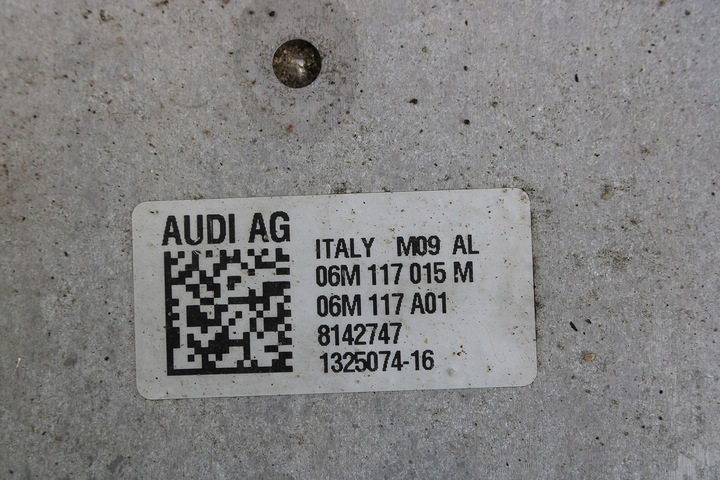 AUDI AG
ITALY M09 AL
06M 117 015 M
06M 117 A01
8142747
1325074-16